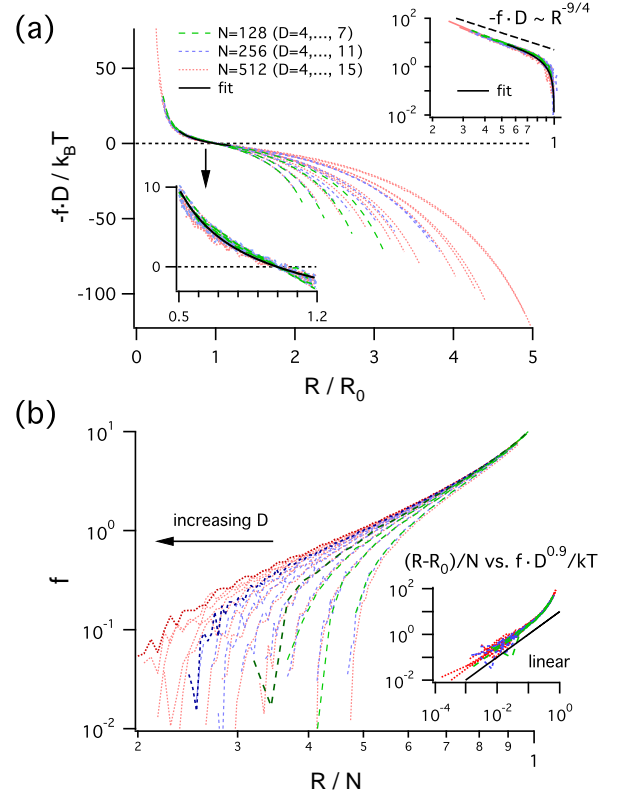 (a)
N=128 (D=4,..., 7)
N=256 (D=4,..., 11)
N=512 (D=4,..., 15)
fit
-f·D ~ R^{-9/4}
10^2
10^0
10^{-2}
fit
2 3 4 5 6 7 1
-f·D / k_BT
50
0
-50
-100
10
0
0.5 1.2
0 1 2 3 4 5
R / R_0
(b)
f
10^1
10^0
10^{-1}
10^{-2}
increasing D
(R-R_0)/N vs. f·D^{0.9}/kT
10^2
10^0
10^{-2}
linear
10^{-4} 10^{-2} 10^0
2 3 4 5 6 7 8 9 1
R / N